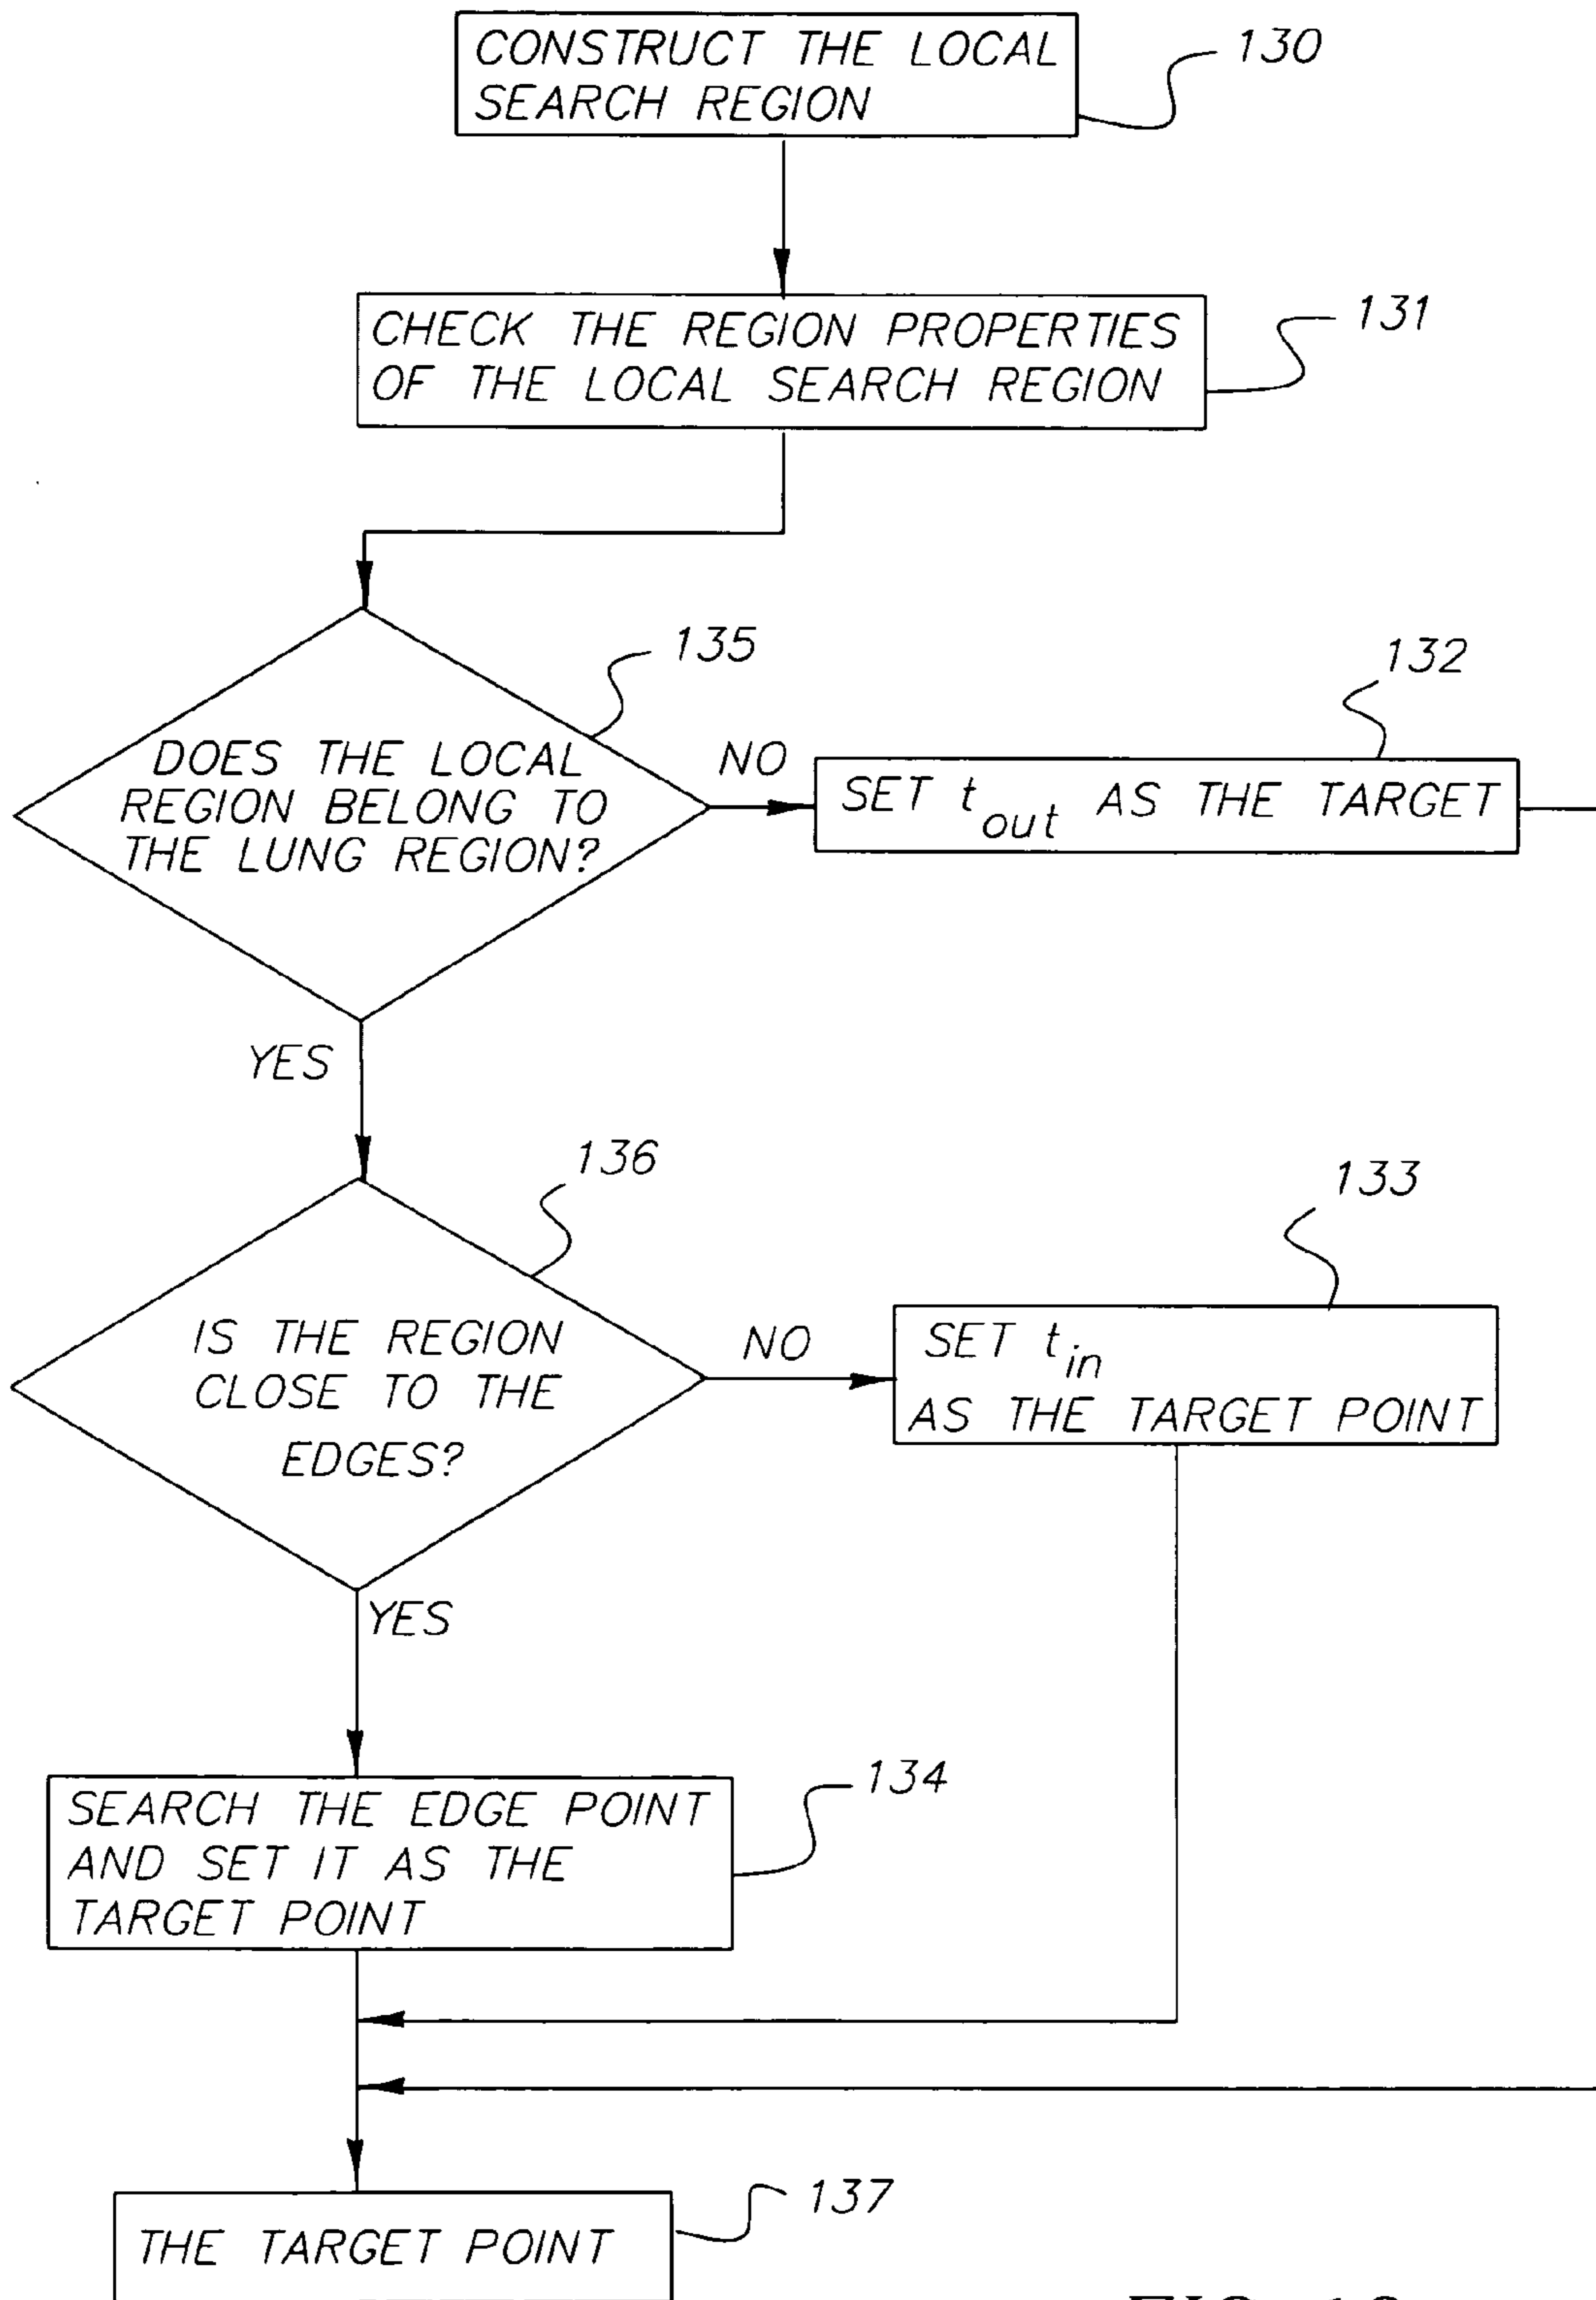 CONSTRUCT THE LOCAL
SEARCH REGION
130
CHECK THE REGION PROPERTIES
OF THE LOCAL SEARCH REGION
131
135
DOES THE LOCAL
REGION BELONG TO
THE LUNG REGION?
NO
132
SET t out AS THE TARGET
YES
136
IS THE REGION
CLOSE TO THE
EDGES?
NO
133
SET t in
AS THE TARGET POINT
YES
134
SEARCH THE EDGE POINT
AND SET IT AS THE
TARGET POINT
137
THE TARGET POINT